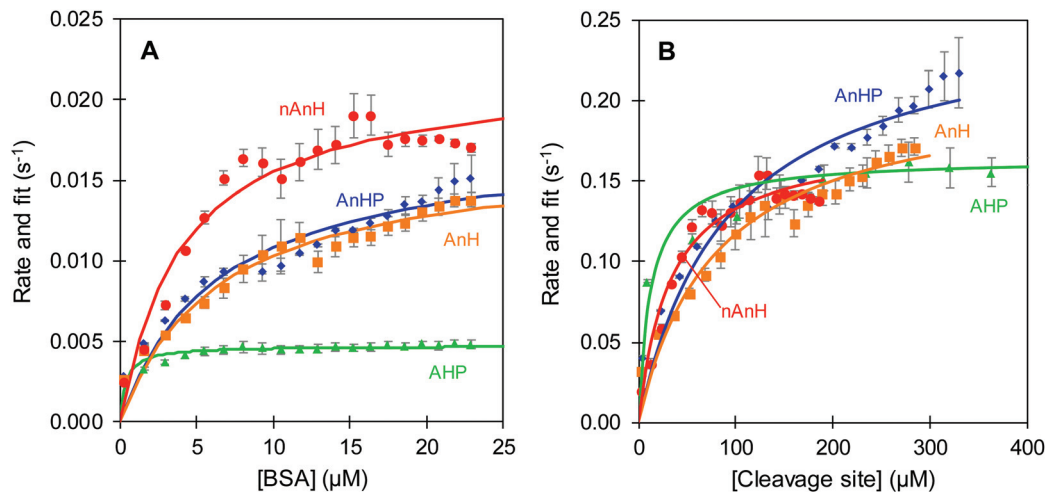 A
0.025
0.020
0.015
0.010
0.005
0.000
0 5 10 15 20 25
Rate and fit (s⁻¹)
[BSA] (µM)
nAnH
AnHP
AnH
AHP
B
0.25
0.20
0.15
0.10
0.05
0.00
0 100 200 300 400
Rate and fit (s⁻¹)
[Cleavage site] (µM)
AnHP
AnH
AHP
nAnH